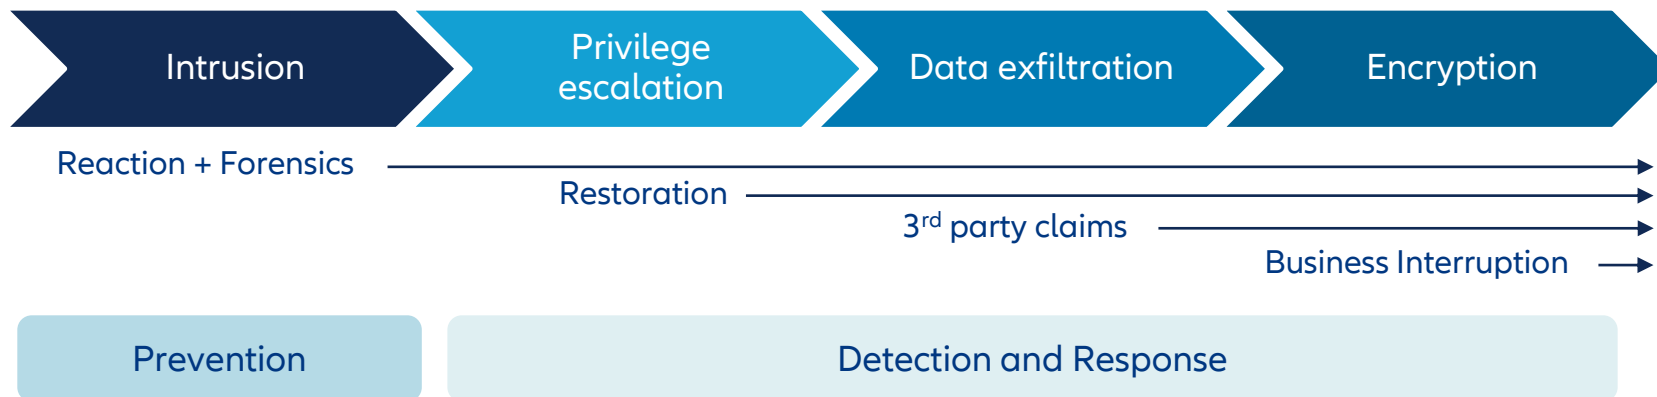 Intrusion
Privilege
escalation
Data exfiltration
Encryption
Reaction + Forensics
Restoration
3rd party claims
Business Interruption
Prevention
Detection and Response